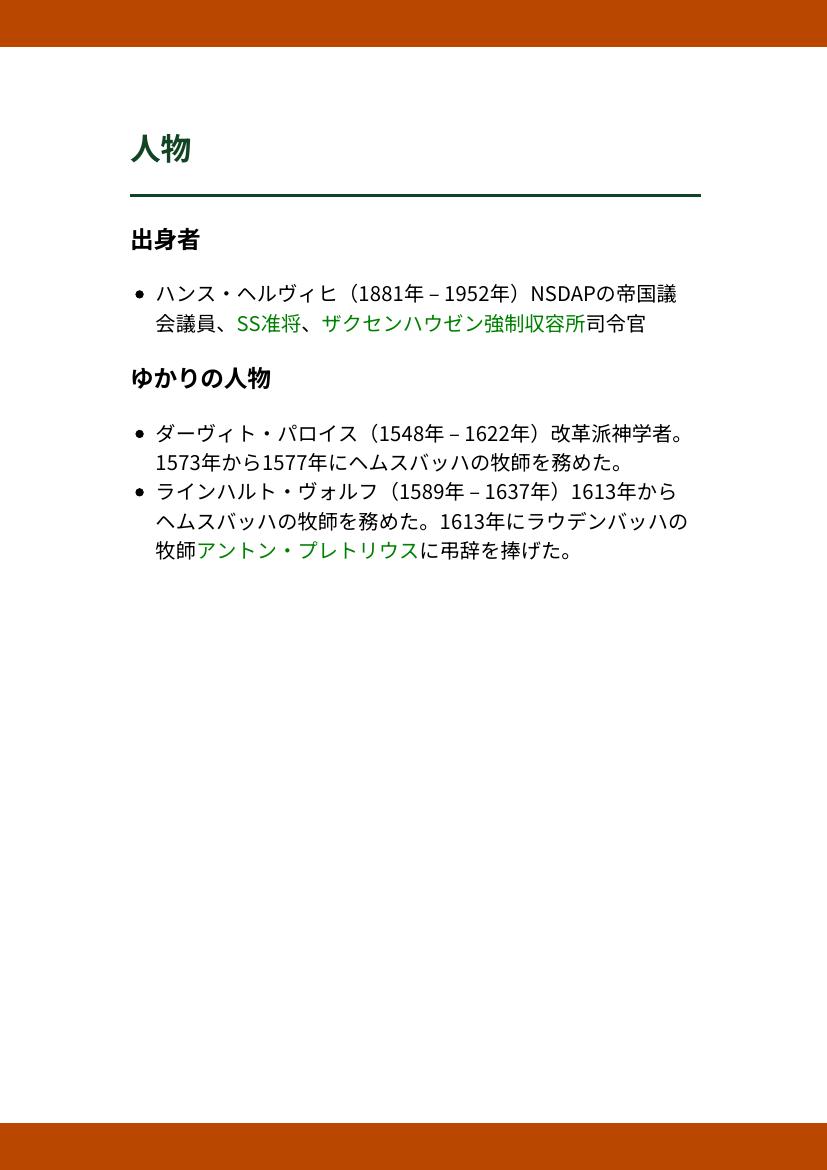 人物
出身者
• ハンス・ヘルヴィヒ（1881年 – 1952年）NSDAPの帝国議
会議員、SS准将、ザクセンハウゼン強制収容所司令官
ゆかりの人物
• ダーヴィト・パロイス（1548年 – 1622年）改革派神学者。
1573年から1577年にヘムスバッハの牧師を務めた。
• ラインハルト・ヴォルフ（1589年 – 1637年）1613年から
ヘムスバッハの牧師を務めた。1613年にラウデンバッハの
牧師アントン・プレトリウスに弔辞を捧げた。